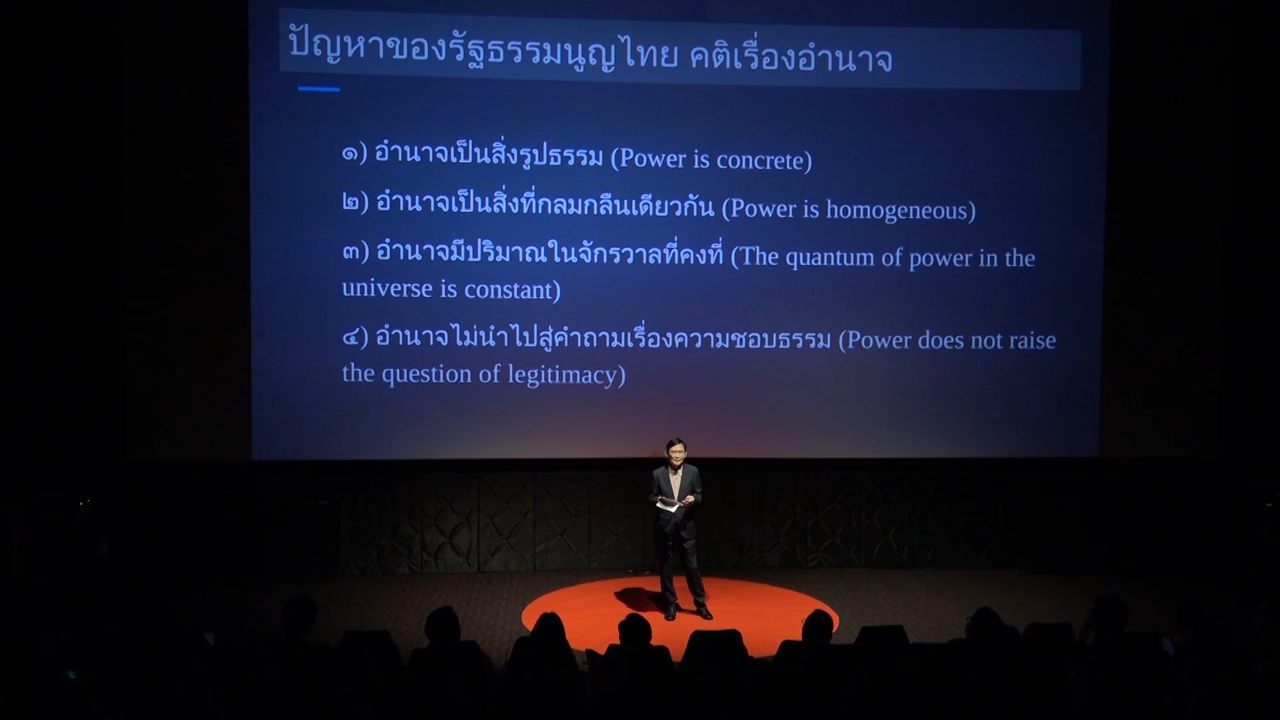 ปัญหาของรัฐธรรมนูญไทย คติเรื่องอำนาจ
๑) อำนาจเป็นสิ่งรูปธรรม (Power is concrete)
๒) อำนาจเป็นสิ่งที่กลมกลืนเดียวกัน (Power is homogeneous)
๓) อำนาจมีปริมาณในจักรวาลที่คงที่ (The quantum of power in the
universe is constant)
๔) อำนาจไม่นำไปสู่คำถามเรื่องความชอบธรรม (Power does not raise
the question of legitimacy)